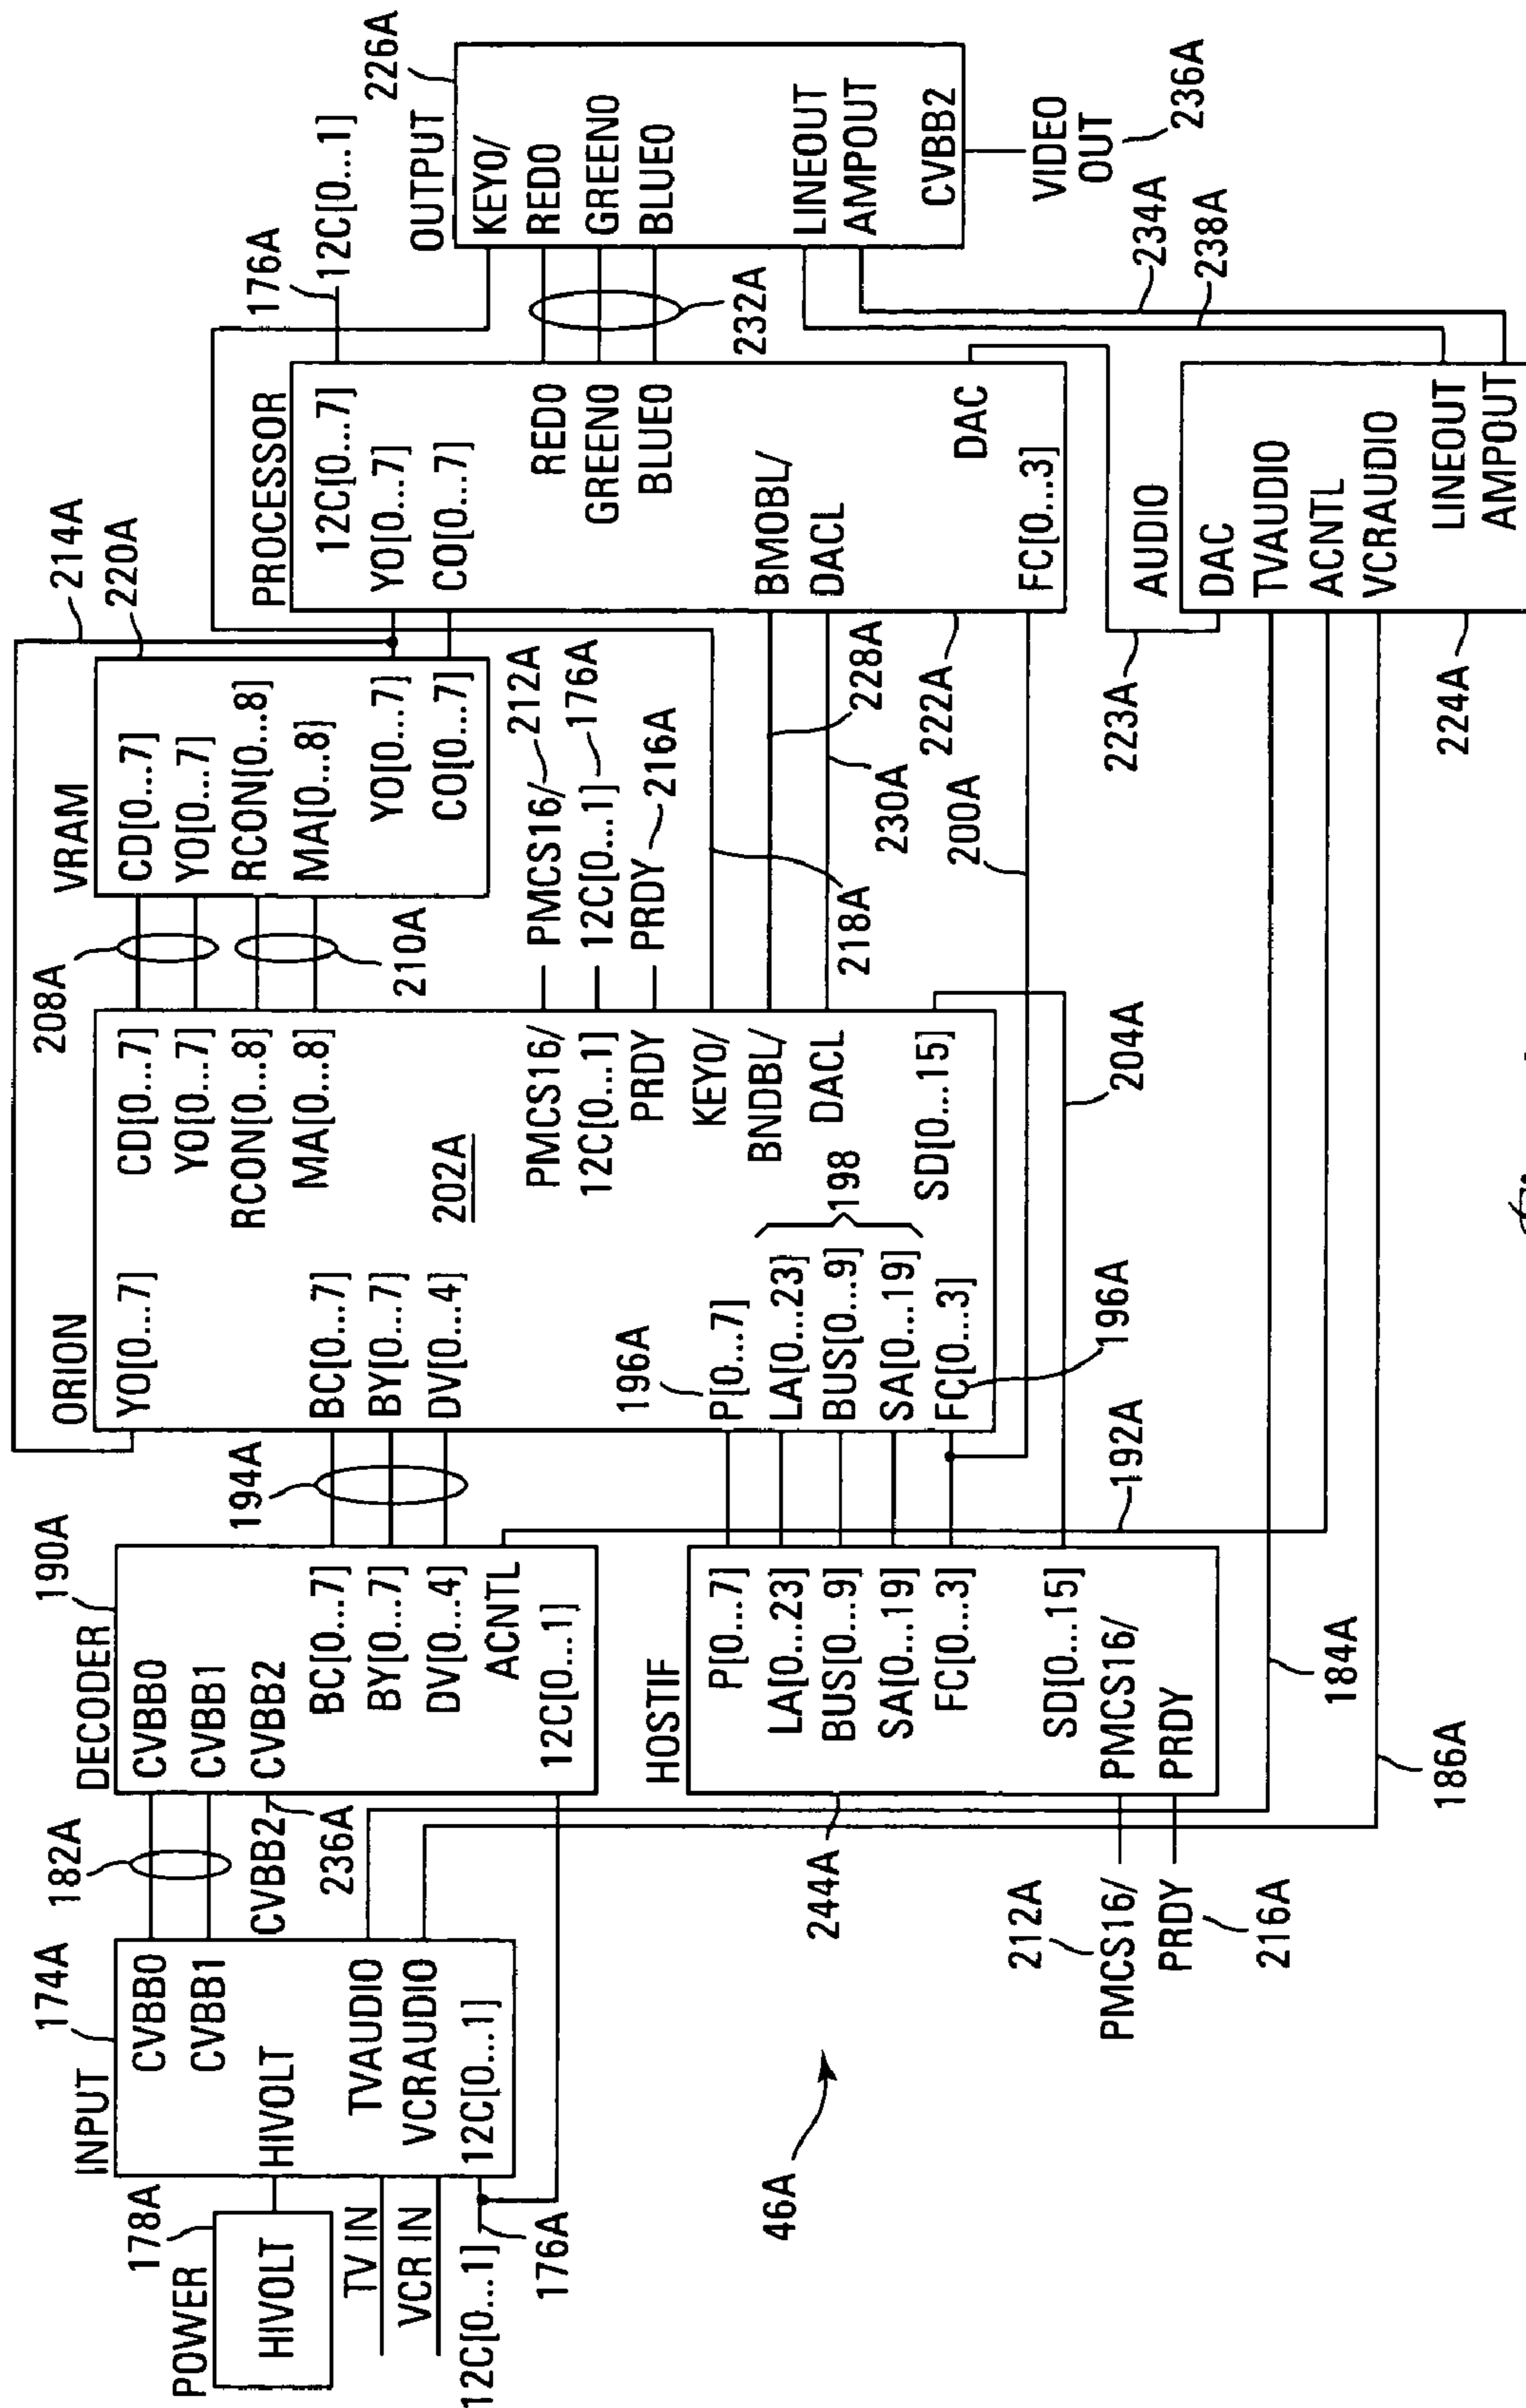 POWER
178A
HIVOLT
TV IN
VCR IN
12C[0...1]
176A
INPUT
174A
CVBB0
CVBB1
HIVOLT
TVAUDIO
VCRAUDIO
12C[0...1]
182A
CVBB2
236A
DECODER
190A
CVBB0
CVBB1
CVBB2
BC[0...7]
BY[0...7]
DV[0...4]
ACNTL
12C[0...1]
194A
HOSTIF
P[0...7]
LA[0...23]
BUS[0...9]
SA[0...19]
FC[0...3]
SD[0...15]
PMCS16/
PRDY
244A
212A
PMCS16/
PRDY
216A
46A
192A
184A
186A
ORION
YO[0...7]
BC[0...7]
BY[0...7]
DV[0...4]
202A
196A
P[0...7]
LA[0...23]
BUS[0...9]
SA[0...19]
FC[0...3]
198
196A
CD[0...7]
YO[0...7]
RCON[0...8]
MA[0...8]
PMCS16/
12C[0...1]
PRDY
KEY0/
BNDBL/
DACL
SD[0...15]
204A
208A
210A
214A
VRAM
220A
CD[0...7]
YO[0...7]
RCON[0...8]
MA[0...8]
YO[0...7]
CO[0...7]
PMCS16/
212A
12C[0...1]
176A
PRDY
216A
218A
228A
230A
222A
200A
PROCESSOR
12C[0...7]
YO[0...7]
CO[0...7]
RED0
GREEN0
BLUE0
BMOBL/
DACL
DAC
FC[0...3]
176A
12C[0...1]
232A
OUTPUT
226A
KEY0/
RED0
GREEN0
BLUE0
LINEOUT
AMPOUT
CVBB2
VIDEO
OUT
236A
234A
238A
223A
AUDIO
DAC
TVAUDIO
ACNTL
VCRAUDIO
LINEOUT
AMPOUT
224A